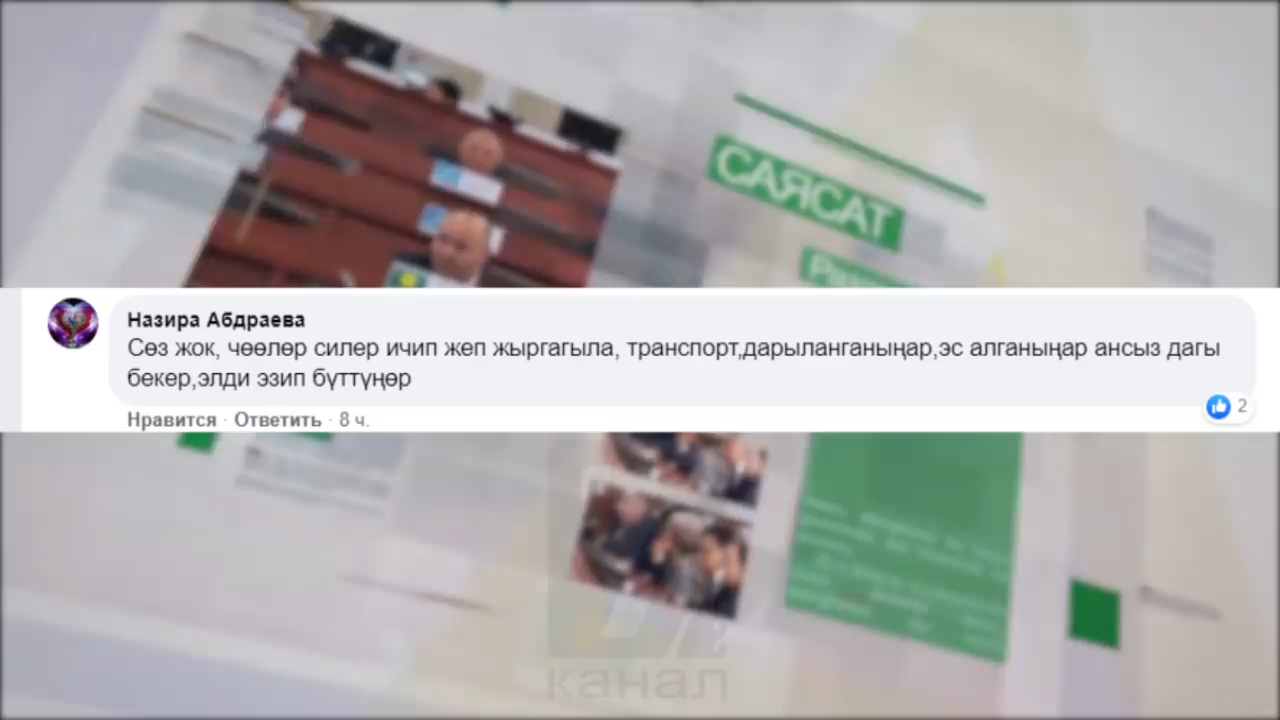 САЯСАТ
Назира Абдраева
Сөз жок, чөөлөр силер ичип жеп жыргагыла, транспорт,дарыланганыңар,эс алганыңар ансыз дагы
бекер,элди эзип бүттүңөр
Нравится · Ответить · 8 ч.
2
канал